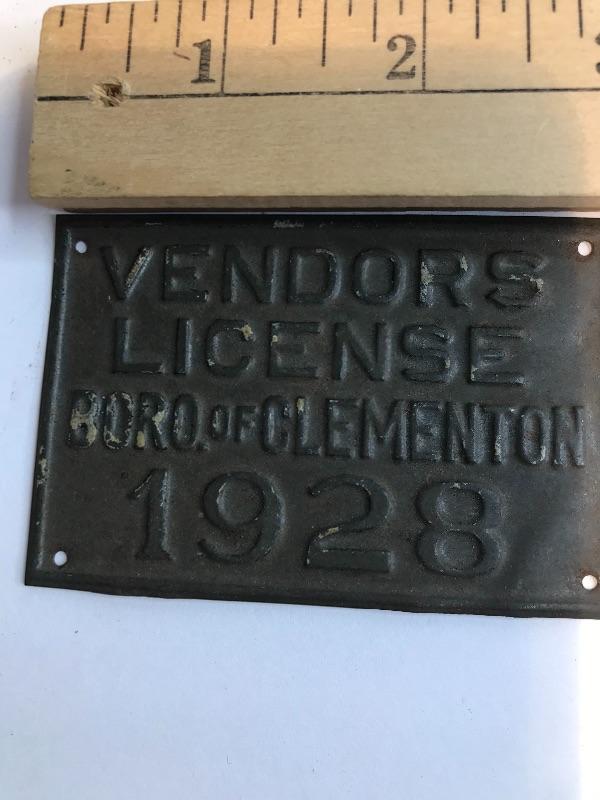 1 2
VENDORS
LICENSE
BORO. OF CLEMENTON
1928